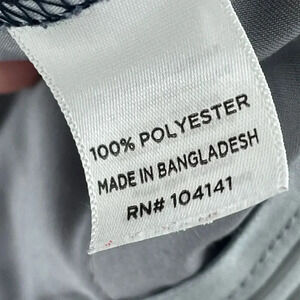 100% POLYESTER
MADE IN BANGLADESH
RN# 104141